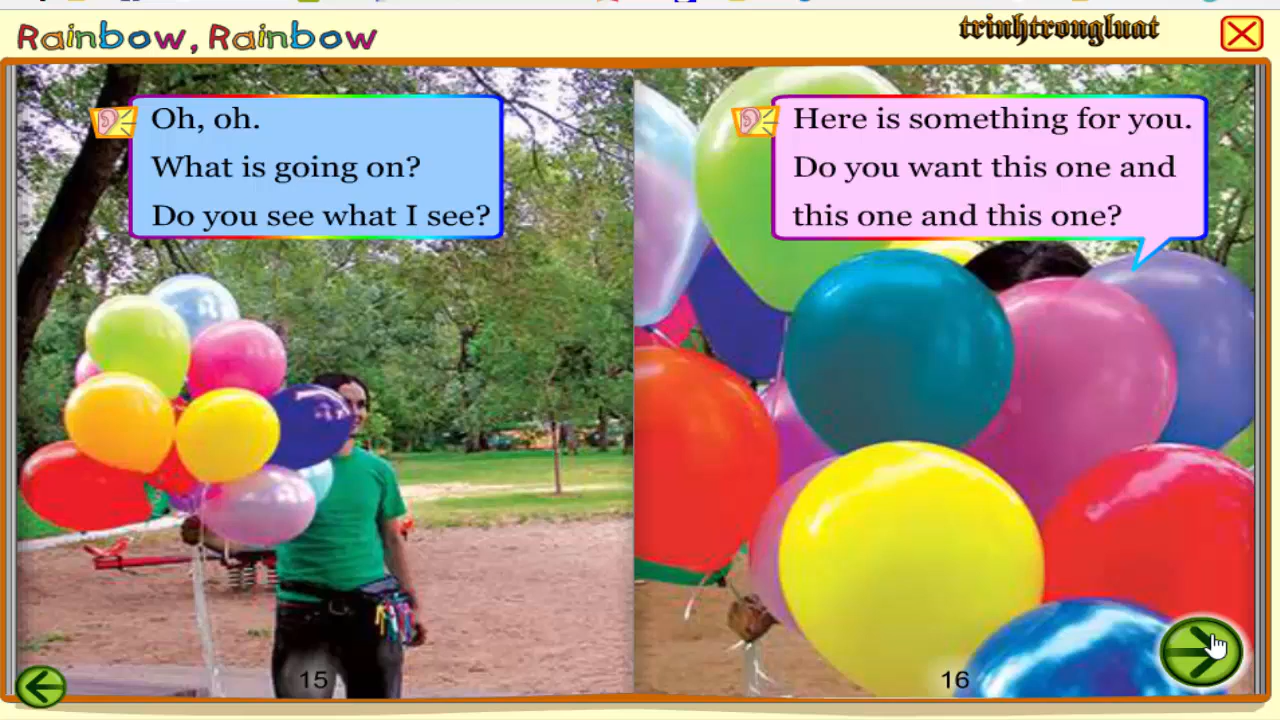 Rainbow, Rainbow
trinhtrongluat
Oh, oh.
What is going on?
Do you see what I see?
Here is something for you.
Do you want this one and
this one and this one?
15
16